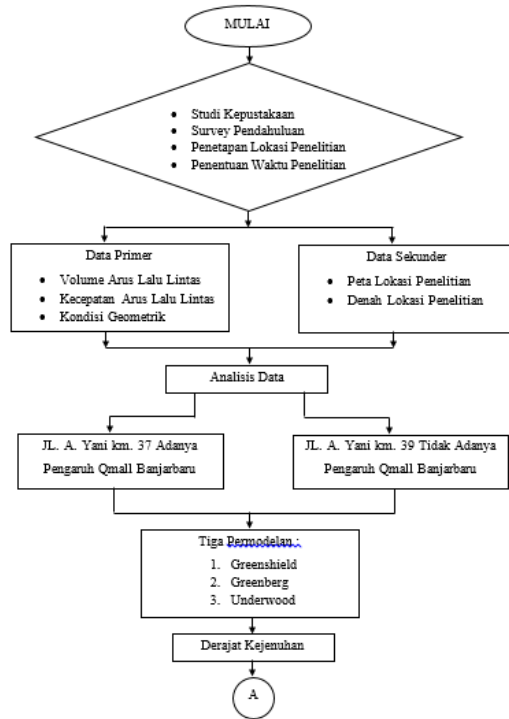 MULAI
• Studi Kepustakaan
• Survey Pendahuluan
• Penetapan Lokasi Penelitian
• Penentuan Waktu Penelitian
Data Primer
• Volume Arus Lalu Lintas
• Kecepatan Arus Lalu Lintas
• Kondisi Geometrik
Data Sekunder
• Peta Lokasi Penelitian
• Denah Lokasi Penelitian
Analisis Data
JL. A. Yani km. 37 Adanya
Pengaruh Qmall Banjarbaru
JL. A. Yani km. 39 Tidak Adanya
Pengaruh Qmall Banjarbaru
Tiga Permodelan :
1. Greenshield
2. Greenberg
3. Underwood
Derajat Kejenuhan
A